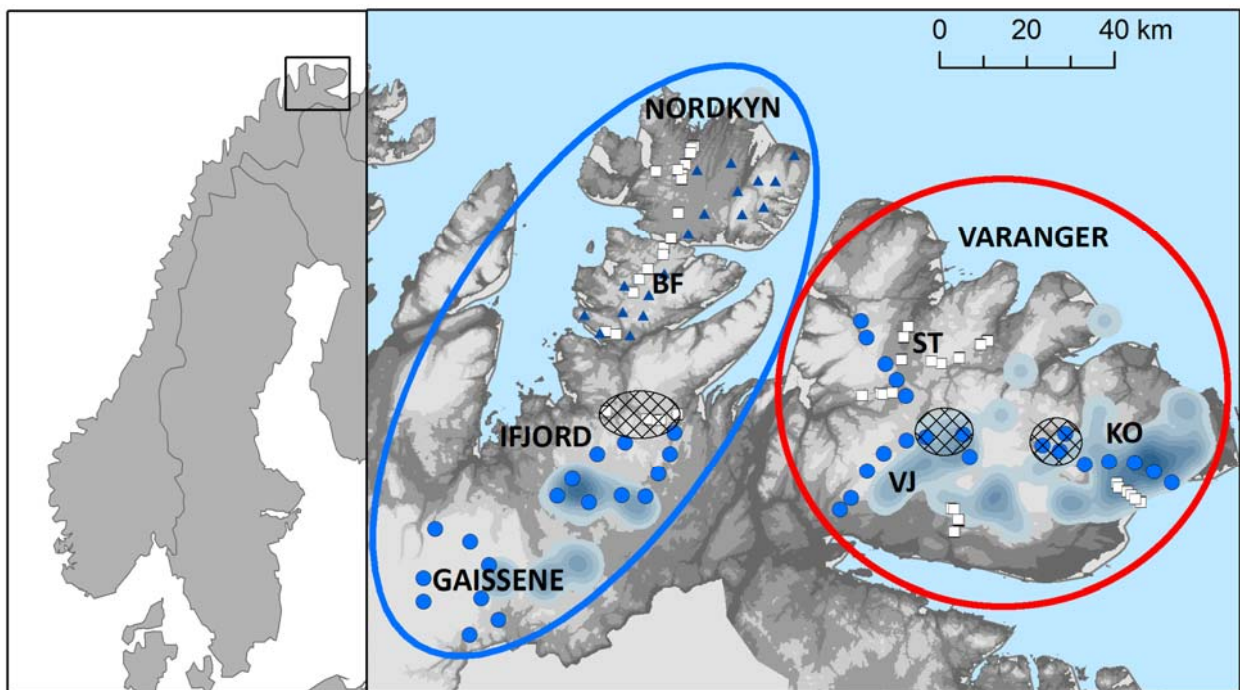 0 20 40 km
NORDKYN
VARANGER
BF
ST
IFJORD
KO
VJ
GAISSENE